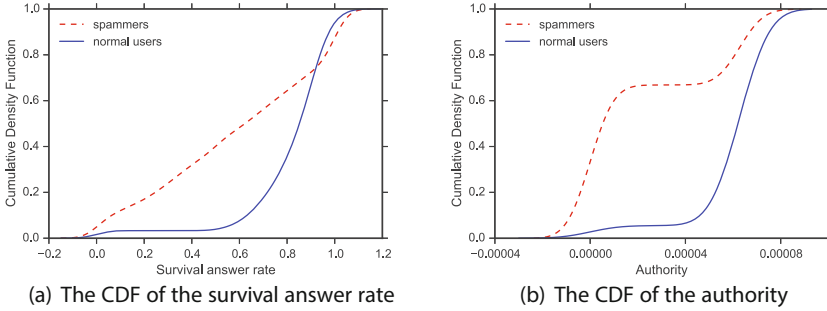 spammers
normal users
Cumulative Density Function
1.0
0.8
0.6
0.4
0.2
0.0
−0.2 0.0 0.2 0.4 0.6 0.8 1.0 1.2
Survival answer rate
(a) The CDF of the survival answer rate
spammers
normal users
Cumulative Density Function
1.0
0.8
0.6
0.4
0.2
0.0
−0.00004 0.00000 0.00004 0.00008
Authority
(b) The CDF of the authority